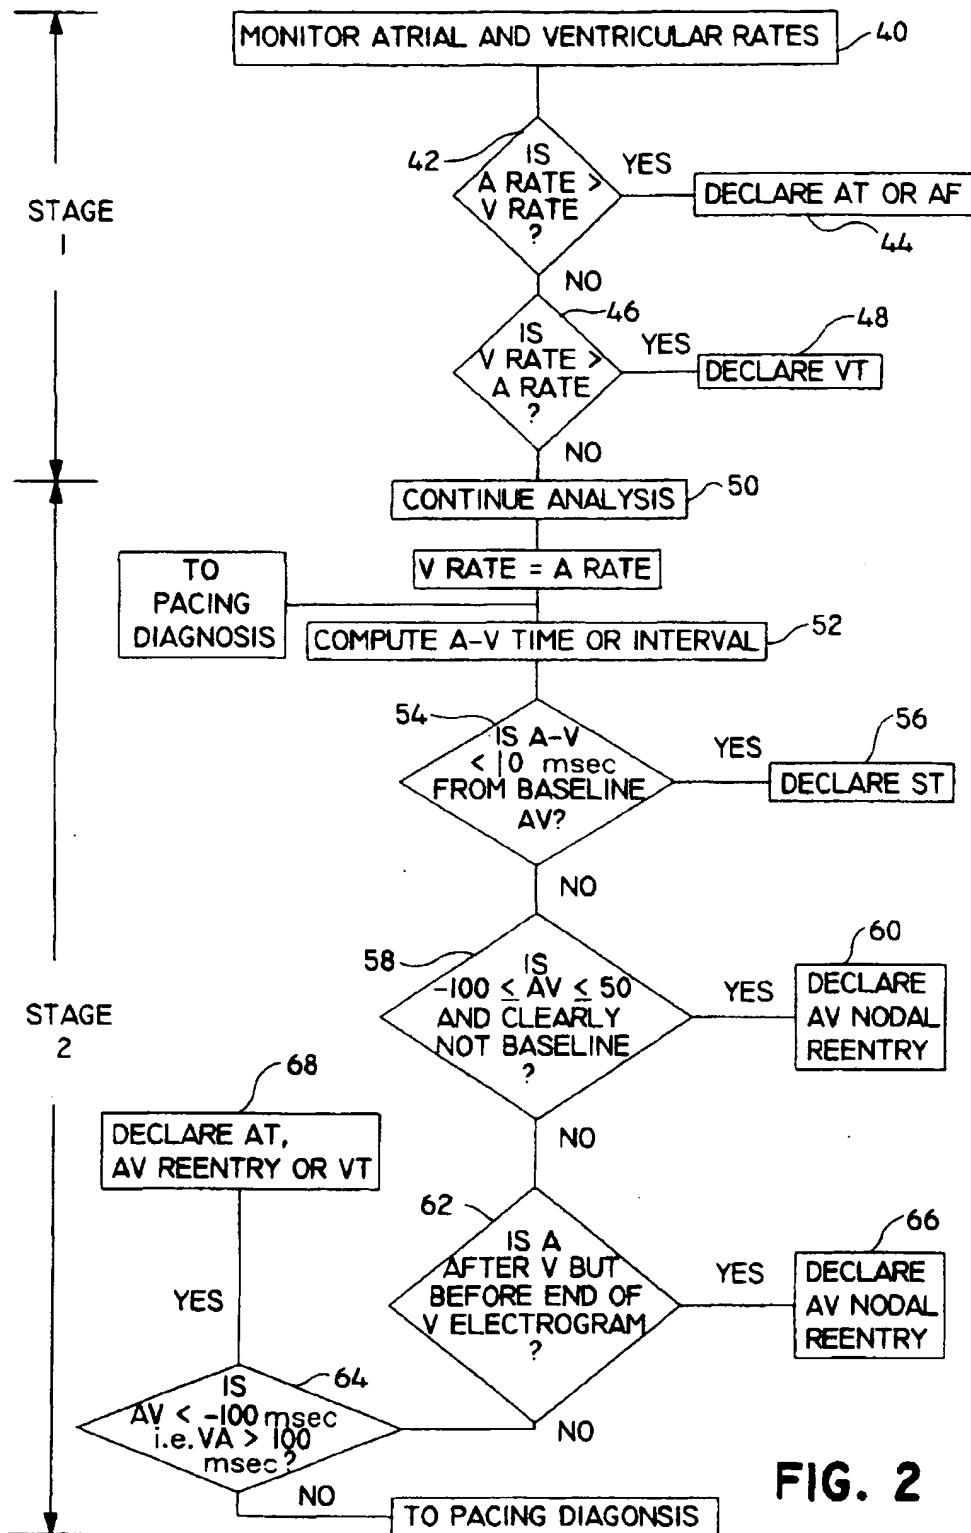 MONITOR ATRIAL AND VENTRICULAR RATES
40
42
IS
A RATE >
V RATE
?
YES
DECLARE AT OR AF
44
STAGE
1
NO
46
IS
V RATE >
A RATE
?
YES
48
DECLARE VT
NO
CONTINUE ANALYSIS
50
V RATE = A RATE
TO
PACING
DIAGNOSIS
COMPUTE A-V TIME OR INTERVAL
52
54
IS A-V
< 10 msec
FROM BASELINE
AV?
YES
56
DECLARE ST
NO
58
IS
-100 ≤ AV ≤ 50
AND CLEARLY
NOT BASELINE
?
YES
60
DECLARE
AV NODAL
REENTRY
STAGE
2
NO
68
DECLARE AT,
AV REENTRY OR VT
62
IS A
AFTER V BUT
BEFORE END OF
V ELECTROGRAM
?
YES
66
DECLARE
AV NODAL
REENTRY
YES
NO
64
IS
AV < -100 msec
i.e. VA > 100
msec?
NO
TO PACING DIAGONSIS
FIG. 2